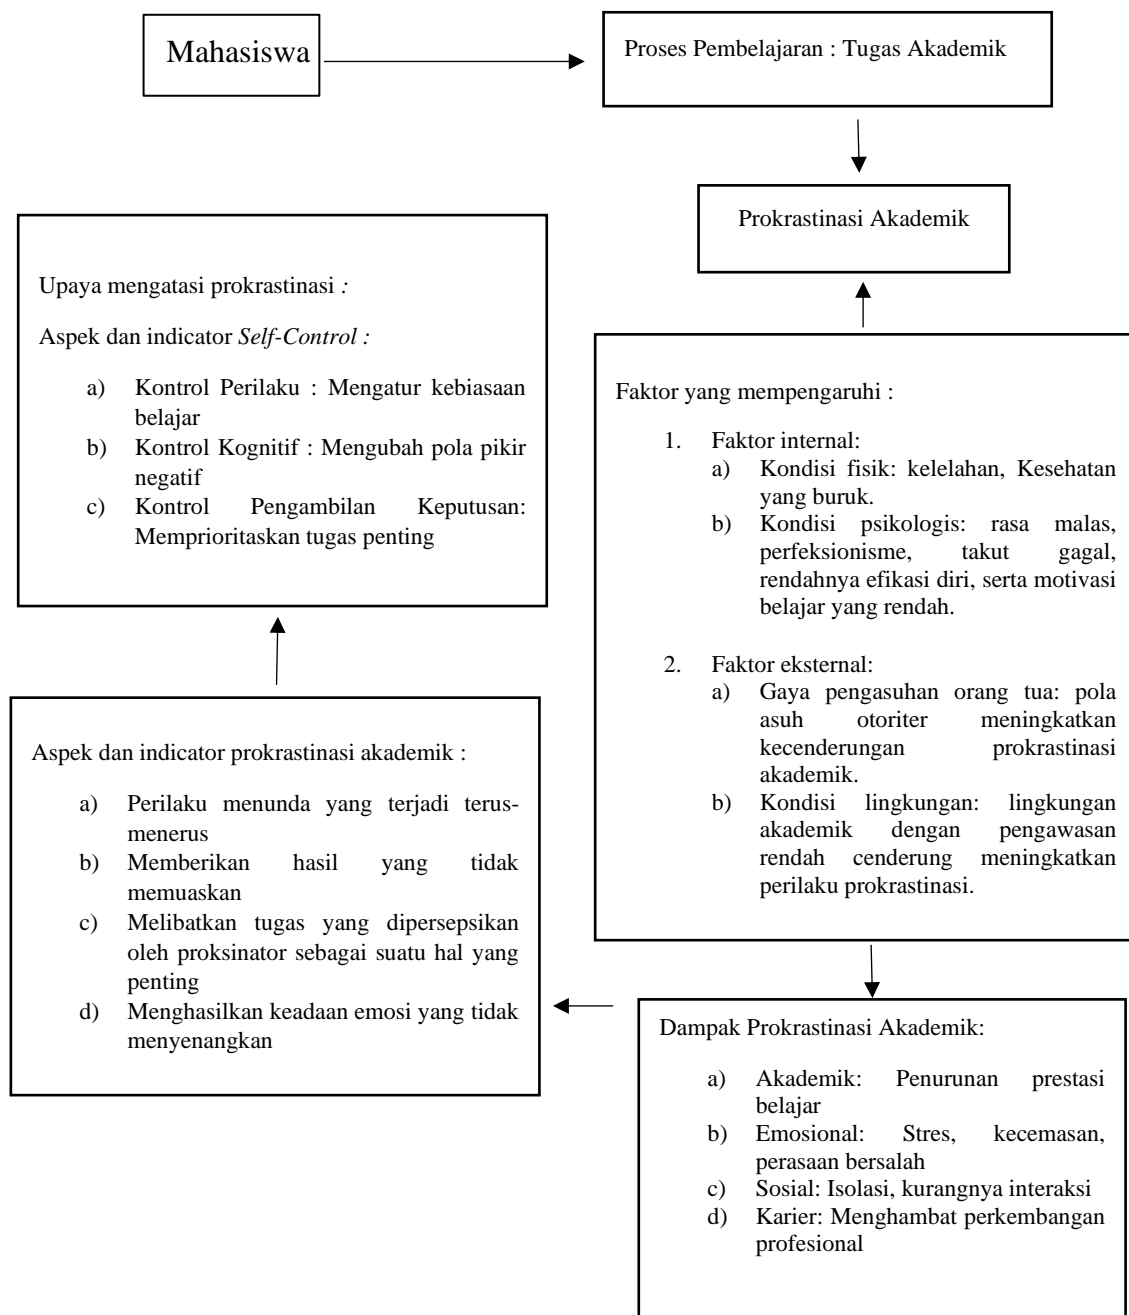 Mahasiswa
Proses Pembelajaran : Tugas Akademik
Prokrastinasi Akademik
Faktor yang mempengaruhi :
1. Faktor internal:
a) Kondisi fisik: kelelahan, Kesehatan
yang buruk.
b) Kondisi psikologis: rasa malas,
perfeksionisme, takut gagal,
rendahnya efikasi diri, serta motivasi
belajar yang rendah.
2. Faktor eksternal:
a) Gaya pengasuhan orang tua: pola
asuh otoriter meningkatkan
kecenderungan prokrastinasi
akademik.
b) Kondisi lingkungan: lingkungan
akademik dengan pengawasan
rendah cenderung meningkatkan
perilaku prokrastinasi.
Dampak Prokrastinasi Akademik:
a) Akademik: Penurunan prestasi
belajar
b) Emosional: Stres, kecemasan,
perasaan bersalah
c) Sosial: Isolasi, kurangnya interaksi
d) Karier: Menghambat perkembangan
profesional
Aspek dan indicator prokrastinasi akademik :
a) Perilaku menunda yang terjadi terus-
menerus
b) Memberikan hasil yang tidak
memuaskan
c) Melibatkan tugas yang dipersepsikan
oleh proksinator sebagai suatu hal yang
penting
d) Menghasilkan keadaan emosi yang tidak
menyenangkan
Upaya mengatasi prokrastinasi :
Aspek dan indicator Self-Control :
a) Kontrol Perilaku : Mengatur kebiasaan
belajar
b) Kontrol Kognitif : Mengubah pola pikir
negatif
c) Kontrol Pengambilan Keputusan:
Memprioritaskan tugas penting